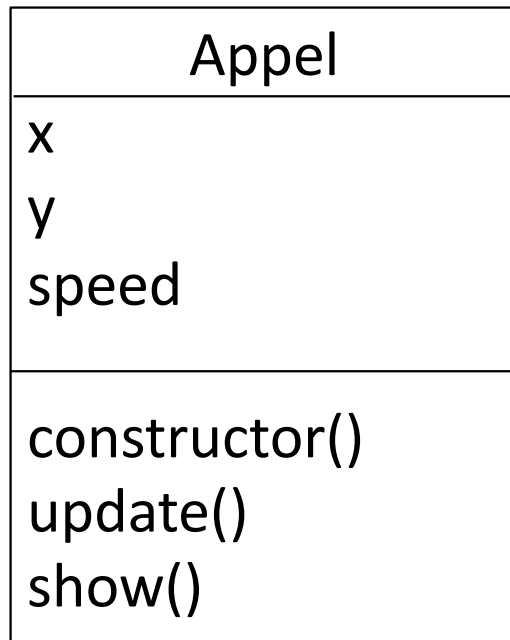 Appel
x
y
speed
constructor()
update()
show()